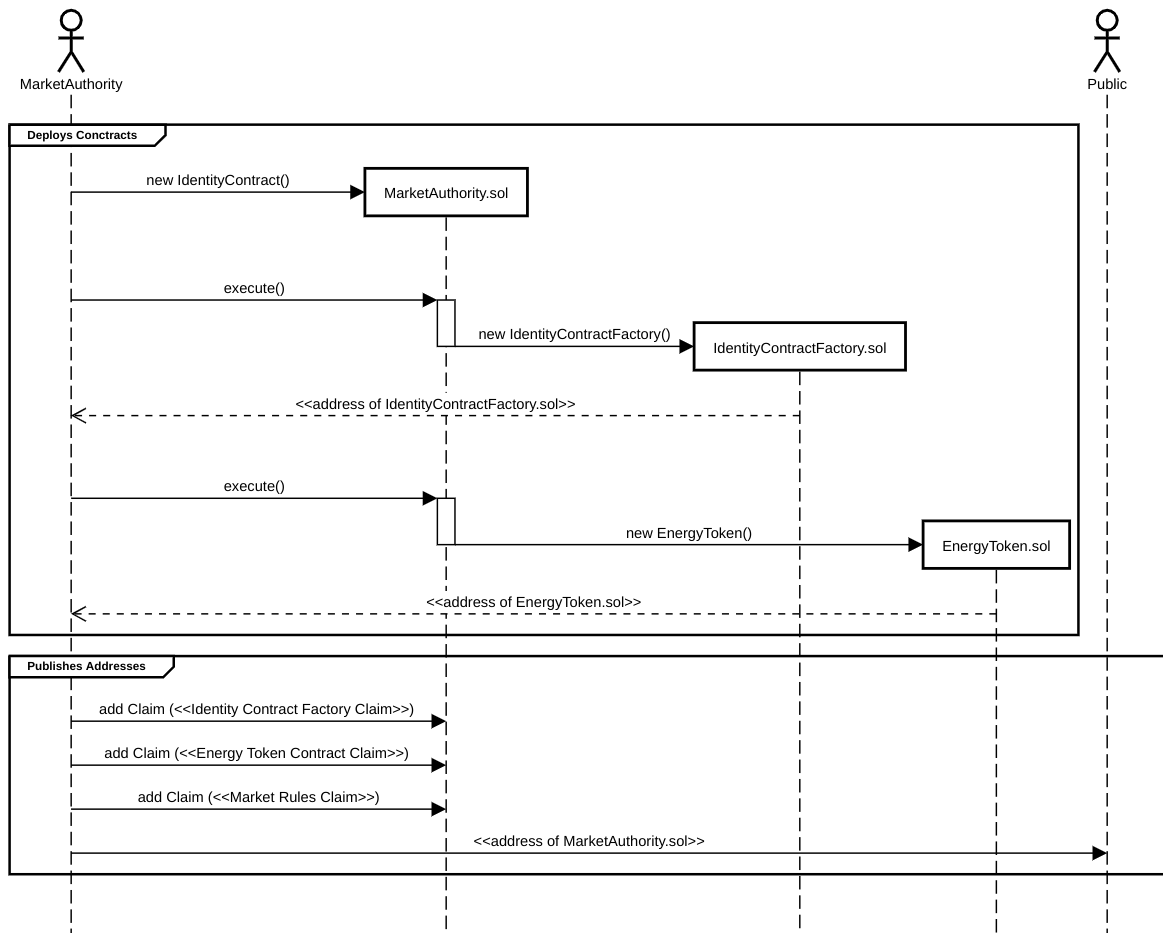 MarketAuthority
Public
Deploys Conctracts
new IdentityContract()
MarketAuthority.sol
execute()
new IdentityContractFactory()
IdentityContractFactory.sol
<<address of IdentityContractFactory.sol>>
execute()
new EnergyToken()
EnergyToken.sol
<<address of EnergyToken.sol>>
Publishes Addresses
add Claim (<<Identity Contract Factory Claim>>)
add Claim (<<Energy Token Contract Claim>>)
add Claim (<<Market Rules Claim>>)
<<address of MarketAuthority.sol>>